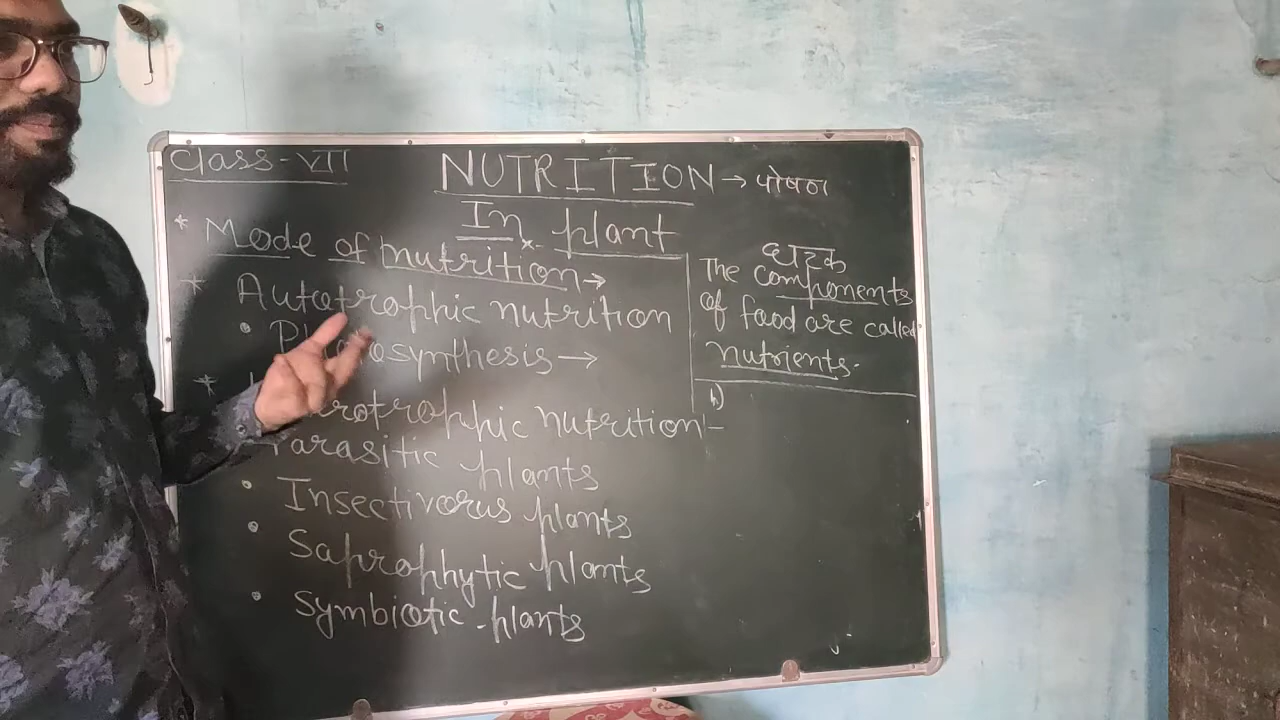 Class-VII
NUTRITION → पोषण
In plant
* Mode of nutrition →
* Autotrophic nutrition
• Photosynthesis →
* Heterotrophic nutrition -
Parasitic plants
• Insectivorus plants
• Saprophytic plants
• Symbiotic plants
घटक
The components
of food are called
nutrients.